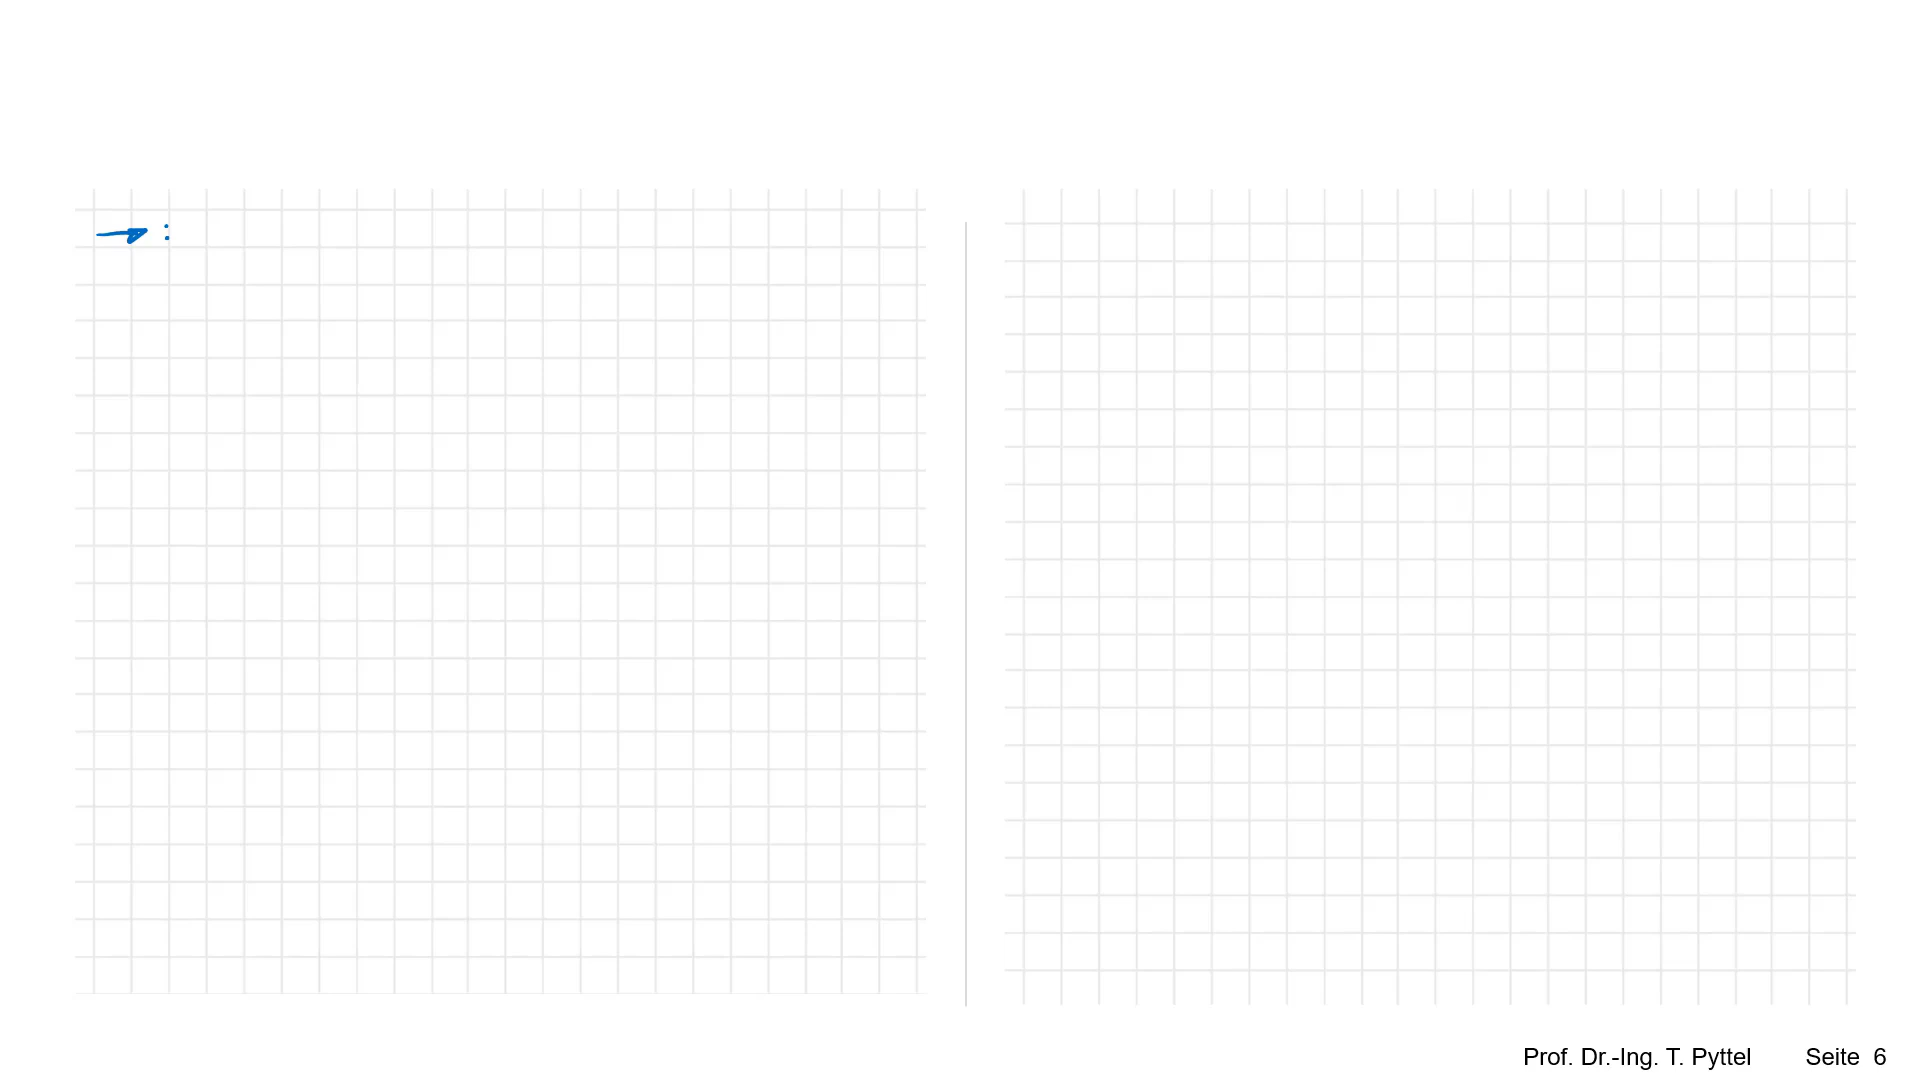 → :
Prof. Dr.-Ing. T. Pyttel Seite 6